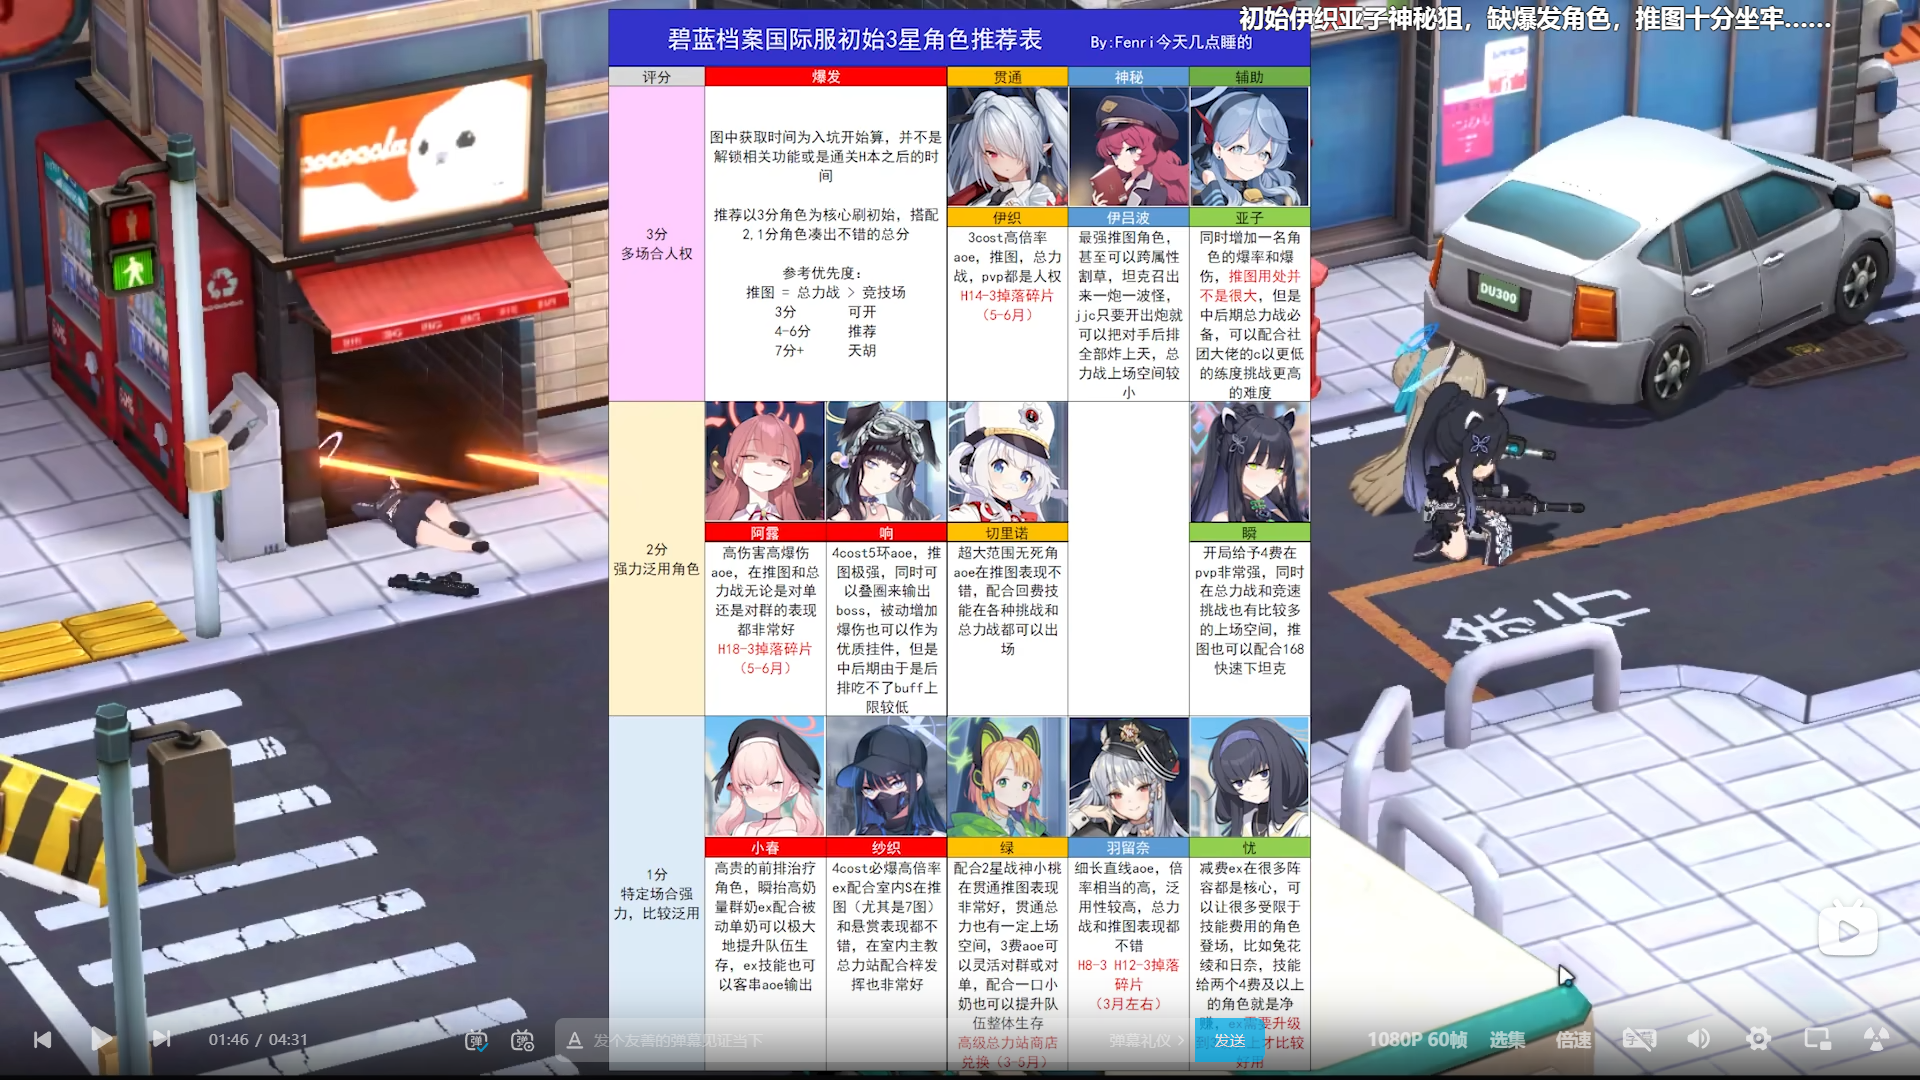 初始伊织亚子神秘狙，缺爆发角色，推图十分坐牢......
碧蓝档案国际服初始3星角色推荐表
By:Fenri今天几点睡的
评分
爆发
贯通
神秘
辅助
3分
多场合人权
图中获取时间为入坑开始算，并不是
解锁相关功能或是通关H本之后的时
间
推荐以3分角色为核心刷初始，搭配
2,1分角色凑出不错的总分
参考优先度：
推图 = 总力战 > 竞技场
3分 可开
4-6分 推荐
7分+ 天胡
伊织
3cost高倍率
aoe，推图，总力
战，pvp都是人权
H14-3掉落碎片
（5-6月）
伊吕波
最强推图角色，
甚至可以跨属性
割草，坦克召出
来一炮一波怪，
jjc只要开出炮就
可以把对手后排
全部炸上天，总
力战上场空间较
小
亚子
同时增加一名角
色的爆率和爆
伤，推图用处并
不是很大，但是
中后期总力战必
备，可以配合社
团大佬的c以更低
的练度挑战更高
的难度
2分
强力泛用角色
阿露
高伤害高爆伤
aoe，在推图和总
力战无论是对单
还是对群的表现
都非常好
H18-3掉落碎片
（5-6月）
响
4cost5环aoe，推
图极强，同时可
以叠圈来输出
boss，被动增加
爆伤也可以作为
优质挂件，但是
中后期由于是后
排吃不了buff上
限较低
切里诺
超大范围无死角
aoe在推图表现不
错，配合回费技
能在各种挑战和
总力战都可以出
场
瞬
开局给予4费在
pvp非常强，同时
在总力战和竞速
挑战也有比较多
的上场空间，推
图也可以配合168
快速下坦克
1分
特定场合强
力，比较泛用
小春
高贵的前排治疗
角色，瞬抬高奶
量群奶ex配合被
动单奶可以极大
地提升队伍生
存，ex技能也可
以客串aoe输出
纱织
4cost必爆高倍率
ex配合室内S在推
图（尤其是7图）
和悬赏表现都不
错，在室内主教
总力站配合梓发
挥也非常好
绿
配合2星战神小桃
在贯通推图表现
非常好，贯通总
力也有一定上场
空间，3费aoe可
以灵活对群或对
单，配合一口小
奶也可以提升队
伍整体生存
高级总力站商店
兑换（3-5月）
羽留奈
细长直线aoe，倍
率相当的高，泛
用性较高，总力
战和推图表现都
不错
H8-3 H12-3掉落
碎片
（3月左右）
忧
减费ex在很多阵
容都是核心，可
以让很多受限于
技能费用的角色
登场，比如兔花
绫和日奈，技能
给两个4费及以上
的角色就是净
赚，ex需要升级
才比较
好用
DU300
01:46 / 04:31
发个友善的弹幕见证当下
弹幕礼仪 >
发送
1080P 60帧
选集
倍速